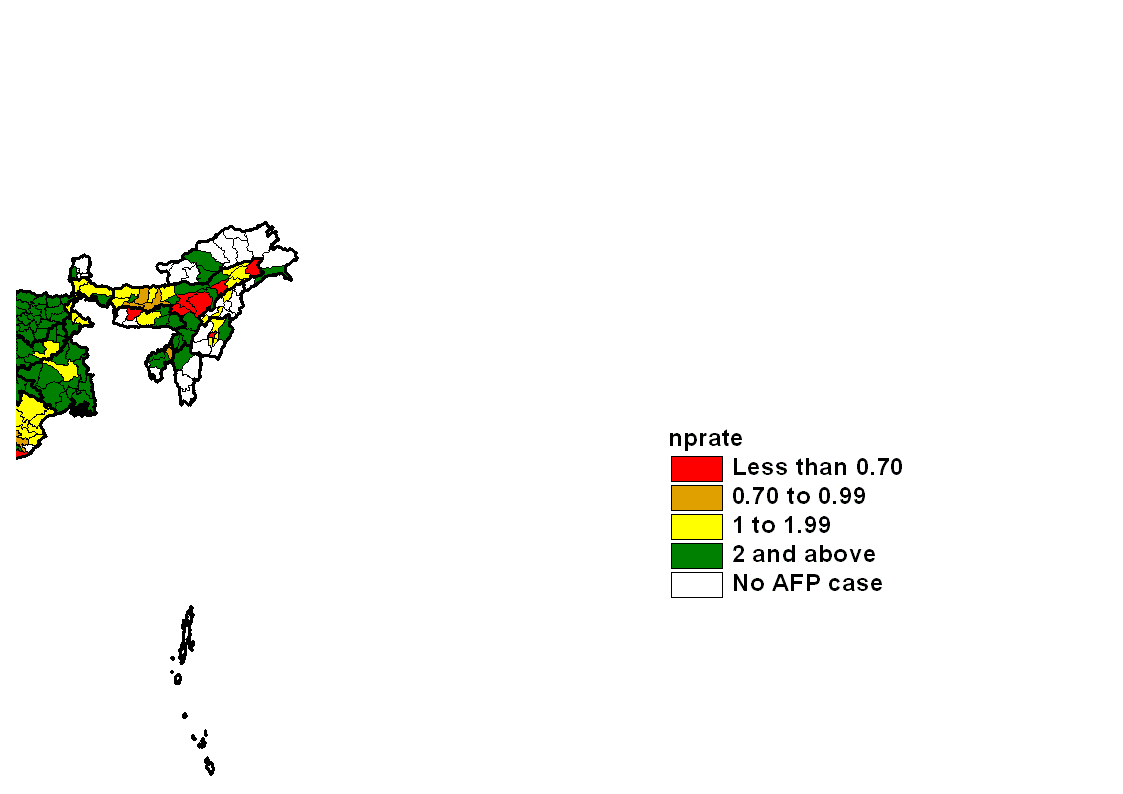 nprate
Less than 0.70
0.70 to 0.99
1 to 1.99
2 and above
No AFP case